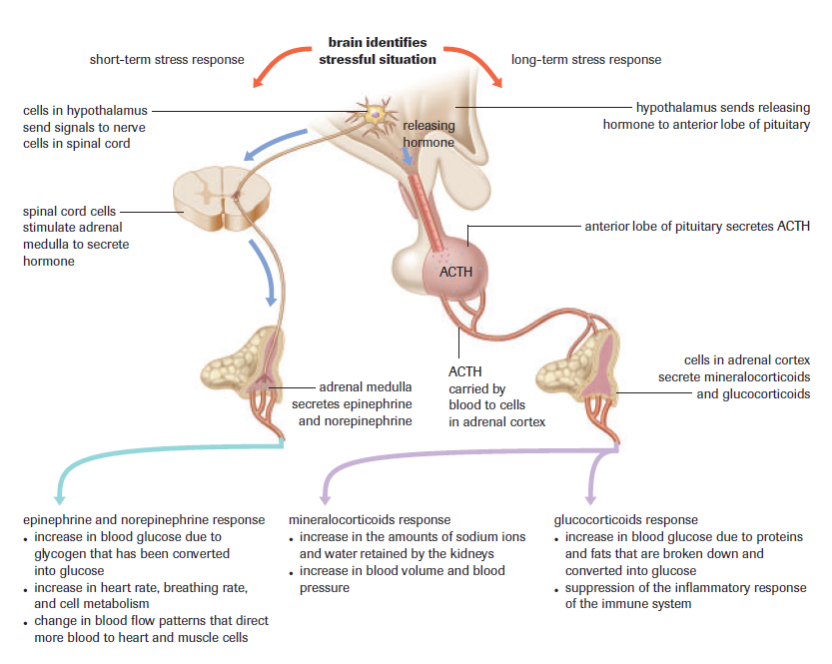 brain identifies
stressful situation
short-term stress response
long-term stress response
cells in hypothalamus
send signals to nerve
cells in spinal cord
releasing
hormone
hypothalamus sends releasing
hormone to anterior lobe of pituitary
spinal cord cells
stimulate adrenal
medulla to secrete
hormone
anterior lobe of pituitary secretes ACTH
ACTH
adrenal medulla
secretes epinephrine
and norepinephrine
ACTH
carried by
blood to cells
in adrenal cortex
cells in adrenal cortex
secrete mineralocorticoids
and glucocorticoids
epinephrine and norepinephrine response
• increase in blood glucose due to
glycogen that has been converted
into glucose
• increase in heart rate, breathing rate,
and cell metabolism
• change in blood flow patterns that direct
more blood to heart and muscle cells
mineralocorticoids response
• increase in the amounts of sodium ions
and water retained by the kidneys
• increase in blood volume and blood
pressure
glucocorticoids response
• increase in blood glucose due to proteins
and fats that are broken down and
converted into glucose
• suppression of the inflammatory response
of the immune system